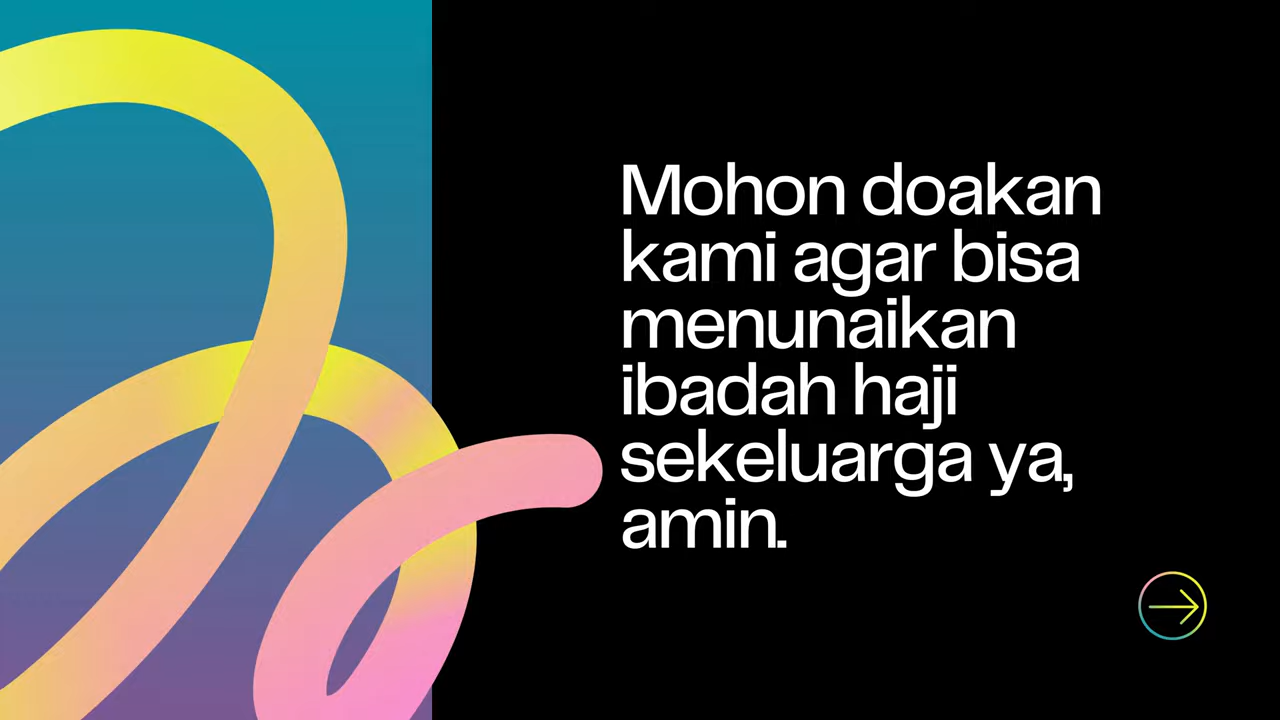 Mohon doakan
kami agar bisa
menunaikan
ibadah haji
sekeluarga ya,
amin.